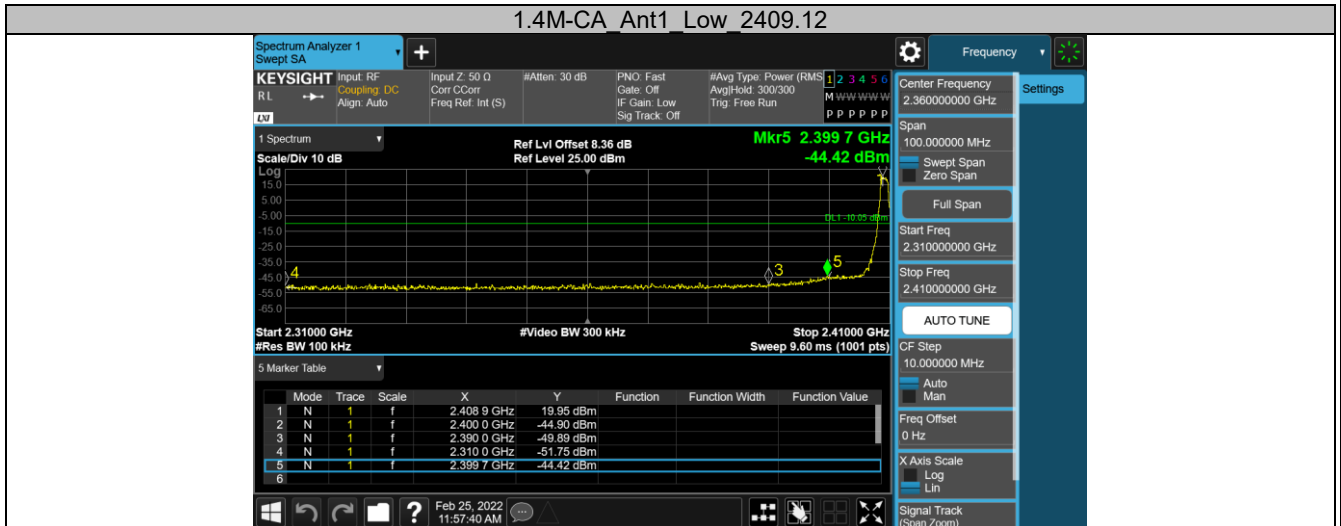 1.4M-CA_Ant1_Low_2409.12
Spectrum Analyzer 1
Swept SA
Frequency
KEYSIGHT
RL
LXI
Input: RF
Coupling: DC
Align: Auto
Input Z: 50 Ω
Corr CCorr
Freq Ref: Int (S)
#Atten: 30 dB
PNO: Fast
Gate: Off
IF Gain: Low
Sig Track: Off
#Avg Type: Power (RMS
Avg|Hold: 300/300
Trig: Free Run
1 2 3 4 5 6
M W W W W W
P P P P P P
Center Frequency
2.360000000 GHz
Settings
Span
100.000000 MHz
Swept Span
Zero Span
Full Span
Start Freq
2.310000000 GHz
Stop Freq
2.410000000 GHz
AUTO TUNE
CF Step
10.000000 MHz
Auto
Man
Freq Offset
0 Hz
X Axis Scale
Log
Lin
Signal Track
(Span Zoom)
1 Spectrum
Scale/Div 10 dB
Log
Ref Lvl Offset 8.36 dB
Ref Level 25.00 dBm
Mkr5 2.399 7 GHz
-44.42 dBm
15.0
5.00
-5.00
DL1 -10.05 dBm
-15.0
-25.0
-35.0
-45.0
-55.0
-65.0
4
3
5
Start 2.31000 GHz
#Video BW 300 kHz
Stop 2.41000 GHz
#Res BW 100 kHz
Sweep 9.60 ms (1001 pts)
5 Marker Table
Mode Trace Scale X Y Function Function Width Function Value
1 N 1 f 2.408 9 GHz 19.95 dBm
2 N 1 f 2.400 0 GHz -44.90 dBm
3 N 1 f 2.390 0 GHz -49.89 dBm
4 N 1 f 2.310 0 GHz -51.75 dBm
5 N 1 f 2.399 7 GHz -44.42 dBm
6
Feb 25, 2022
11:57:40 AM